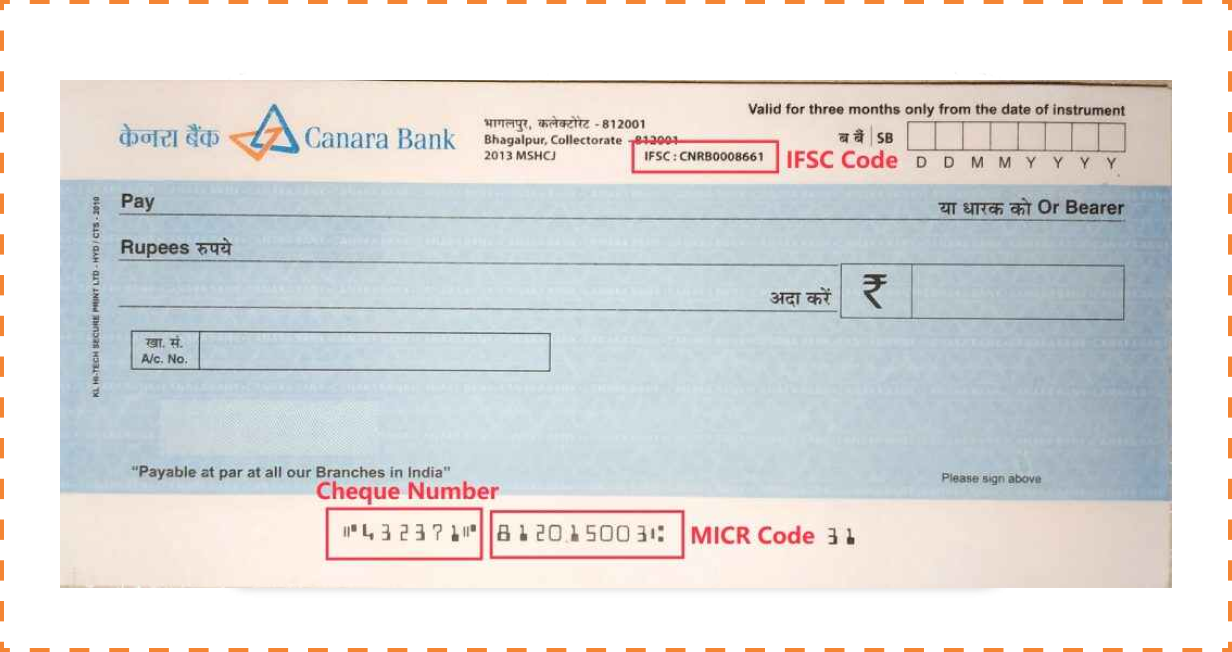 Valid for three months only from the date of instrument
केनरा बैंक Canara Bank
भागलपुर, कलेक्टोरेट - 812001
Bhagalpur, Collectorate - 812001
2013 MSHCJ
IFSC : CNRB0008661
IFSC Code
ब बैं SB
D D M M Y Y Y Y
Pay
या धारक को Or Bearer
Rupees रुपये
अदा करें ₹
खा. सं.
A/c. No.
KL HI-TECH SECURE PRINT LTD - HYD / CTS - 2010
"Payable at par at all our Branches in India"
Please sign above
Cheque Number
⑈432371⑈ 812015003⑆ MICR Code 31